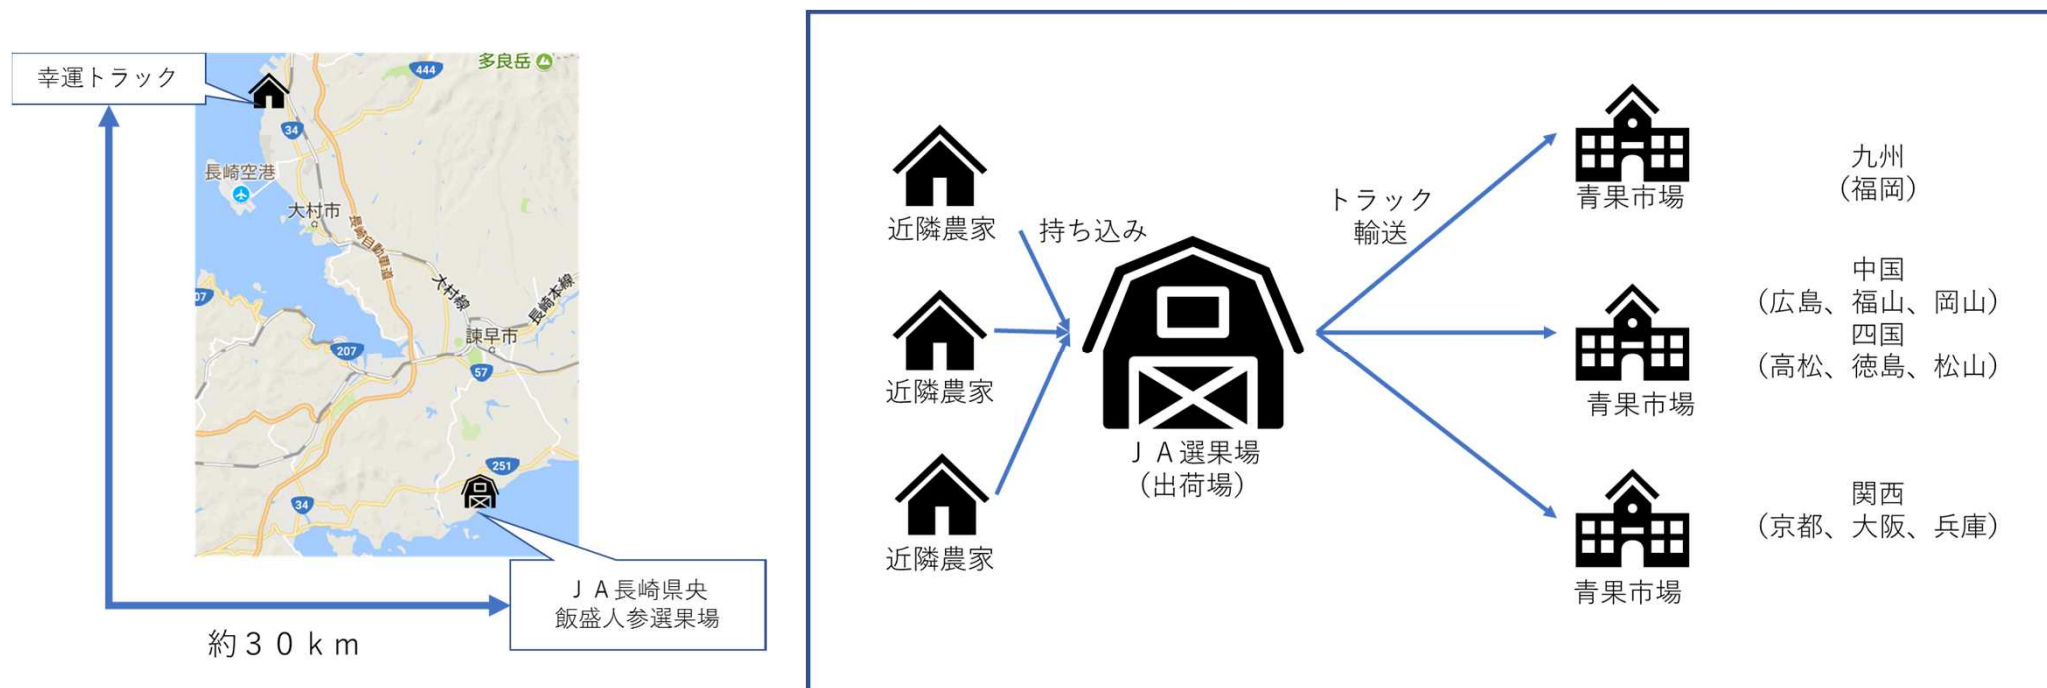 幸運トラック
多良岳
444
34
長崎空港
大村市
長崎自動車道
大村線
長崎本線
07
207
諫早市
57
251
34
JA長崎県央
飯盛人参選果場
約30km
近隣農家
近隣農家
近隣農家
持ち込み
JA選果場
(出荷場)
トラック
輸送
青果市場
九州
(福岡)
青果市場
中国
(広島、福山、岡山)
四国
(高松、徳島、松山)
青果市場
関西
(京都、大阪、兵庫)